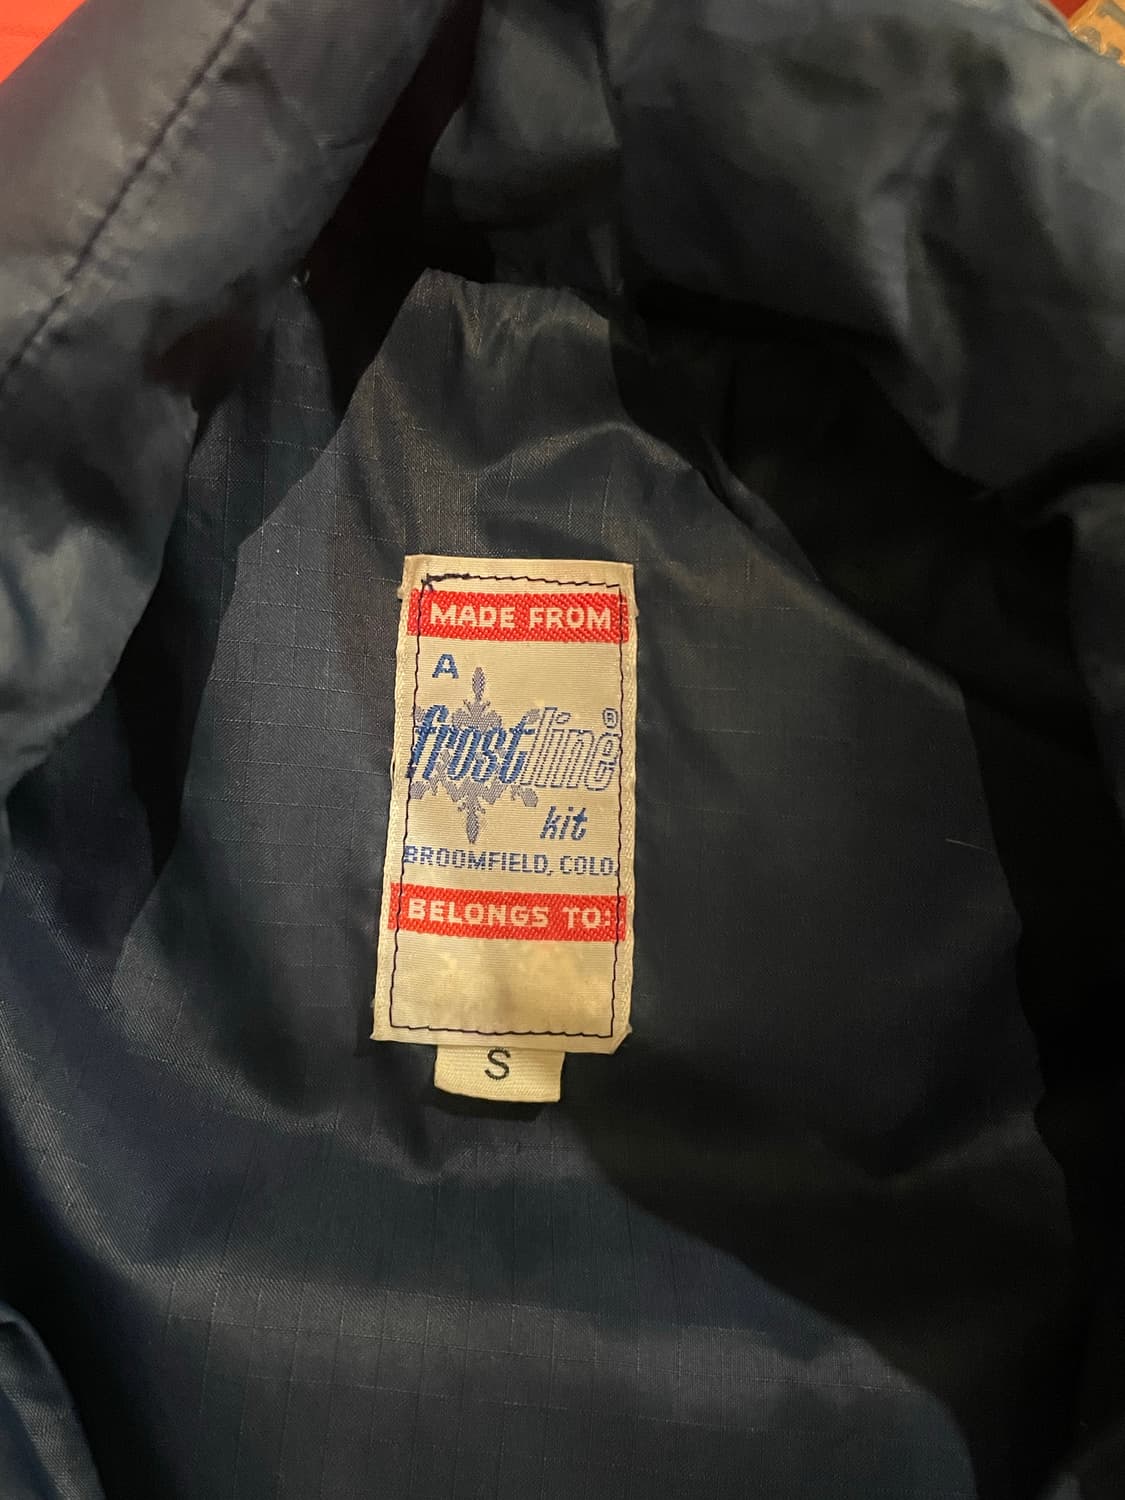 MADE FROM
A
frostline®
kit
BROOMFIELD, COLO.
BELONGS TO:
S